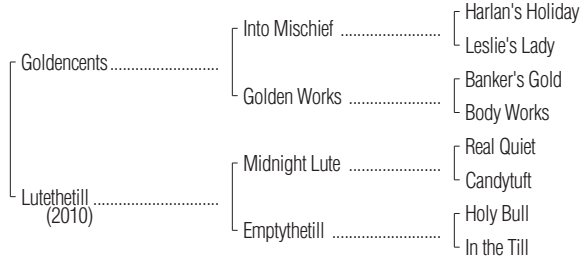 Harlan's Holiday
Into Mischief ....................
Leslie's Lady
Goldencents ......................
Banker's Gold
Golden Works ....................
Body Works
Real Quiet
Midnight Lute ....................
Candytuft
Lutethetill ..........................
(2010)
Holy Bull
Emptythetill ......................
In the Till